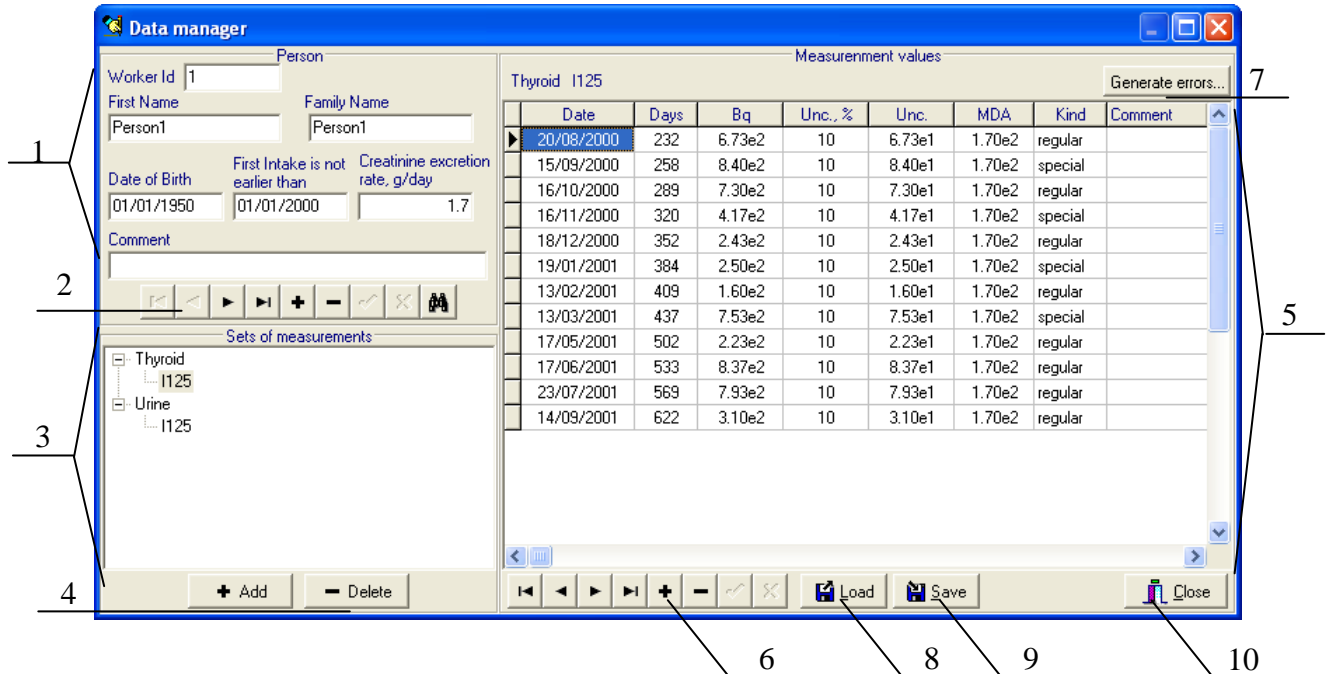 Data manager
Person
Worker Id 1
First Name Family Name
Person1 Person1
Date of Birth First Intake is not earlier than Creatinine excretion rate, g/day
01/01/1950 01/01/2000 1.7
Comment
Sets of measurements
Thyroid
I125
Urine
I125
Add Delete
Measurenment values
Thyroid I125 Generate errors...
Date Days Bq Unc., % Unc. MDA Kind Comment
20/08/2000 232 6.73e2 10 6.73e1 1.70e2 regular
15/09/2000 258 8.40e2 10 8.40e1 1.70e2 special
16/10/2000 289 7.30e2 10 7.30e1 1.70e2 regular
16/11/2000 320 4.17e2 10 4.17e1 1.70e2 special
18/12/2000 352 2.43e2 10 2.43e1 1.70e2 regular
19/01/2001 384 2.50e2 10 2.50e1 1.70e2 special
13/02/2001 409 1.60e2 10 1.60e1 1.70e2 regular
13/03/2001 437 7.53e2 10 7.53e1 1.70e2 special
17/05/2001 502 2.23e2 10 2.23e1 1.70e2 regular
17/06/2001 533 8.37e2 10 8.37e1 1.70e2 regular
23/07/2001 569 7.93e2 10 7.93e1 1.70e2 regular
14/09/2001 622 3.10e2 10 3.10e1 1.70e2 regular
Load Save Close
1
2
3
4
5
6
7
8
9
10